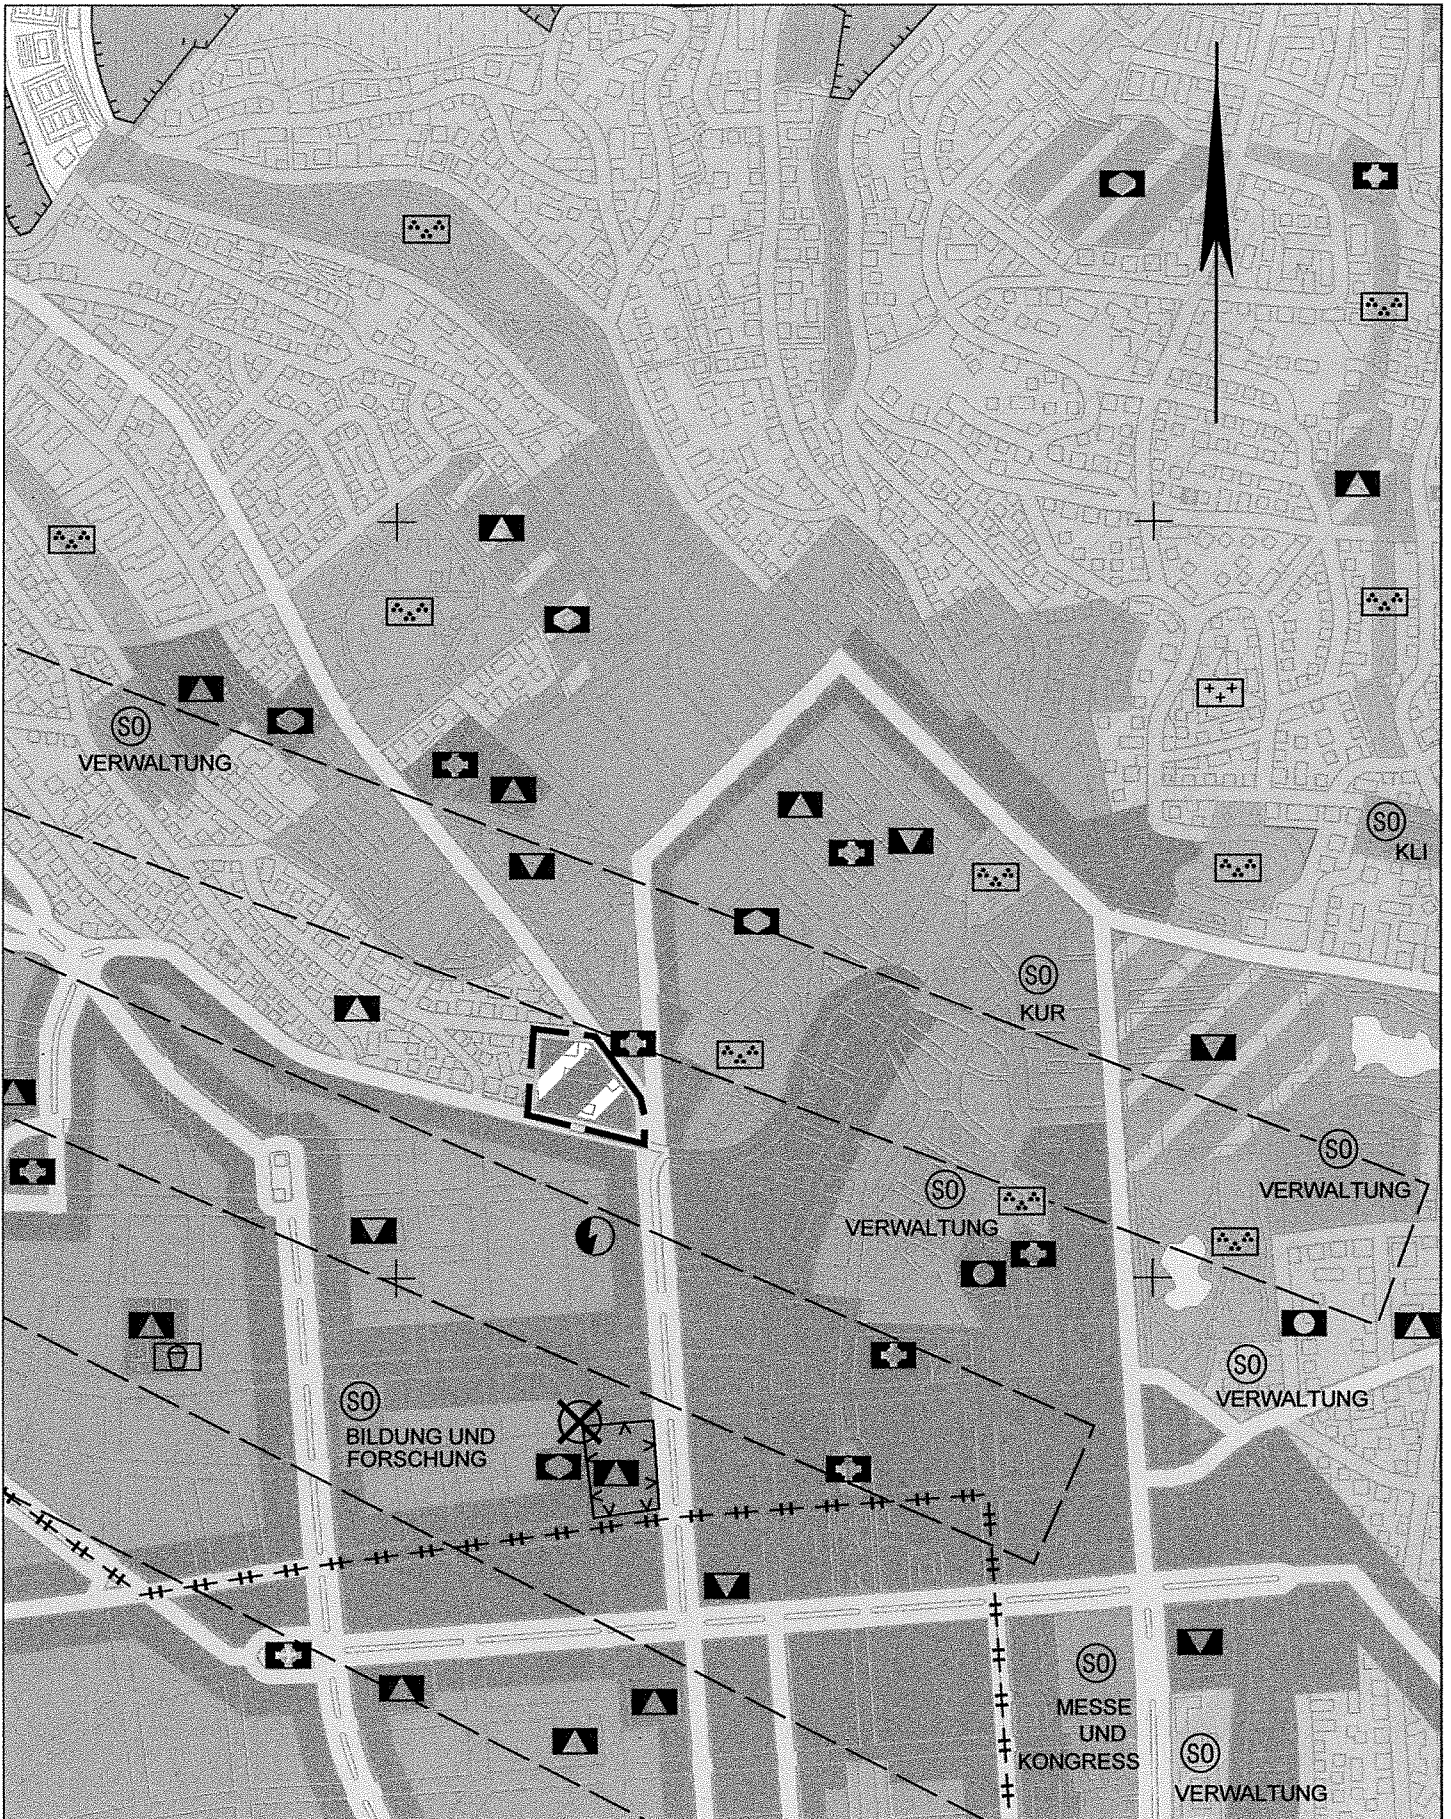 SO
VERWALTUNG
SO
KLI
SO
KUR
SO
VERWALTUNG
SO
VERWALTUNG
SO
VERWALTUNG
SO
BILDUNG UND
FORSCHUNG
SO
MESSE
UND
KONGRESS
SO
VERWALTUNG